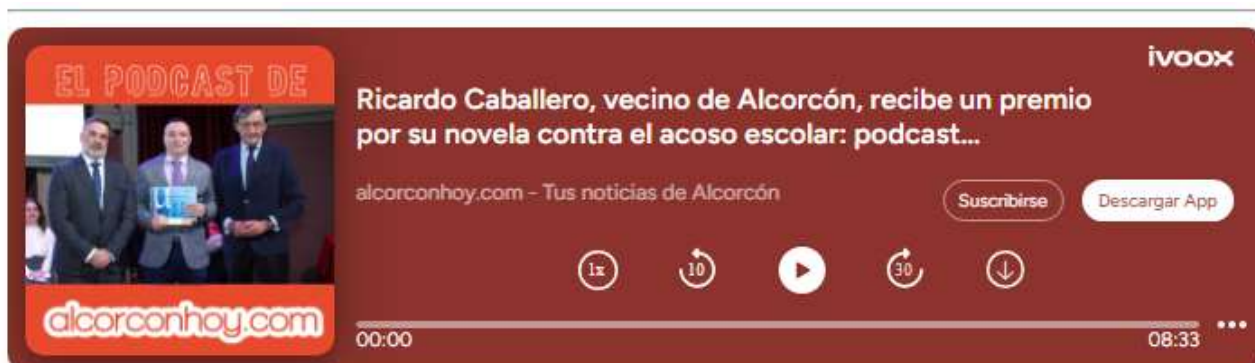 EL PODCAST DE
alcorconhoy.com
ivoox
Ricardo Caballero, vecino de Alcorcón, recibe un premio
por su novela contra el acoso escolar: podcast...
alcorconhoy.com - Tus noticias de Alcorcón
Suscribirse
Descargar App
1x
10
30
00:00
08:33